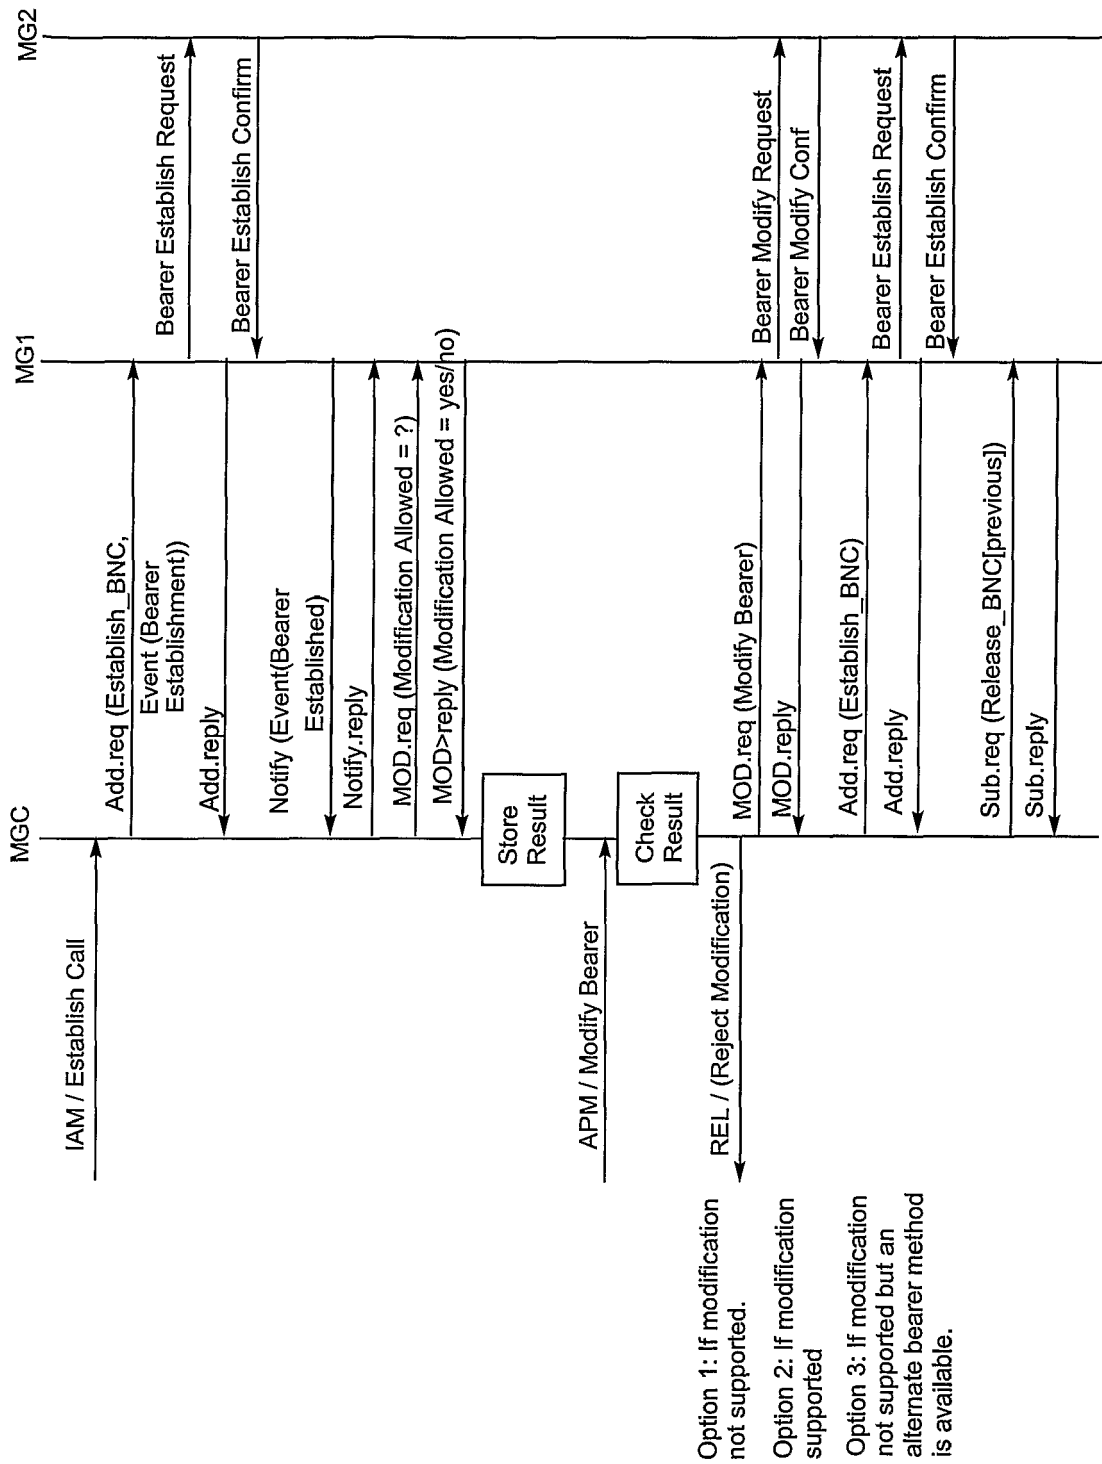 MGC
MG1
MG2
IAM / Establish Call
Add.req (Establish_BNC,
Event (Bearer
Establishment))
Bearer Establish Request
Add.reply
Bearer Establish Confirm
Notify (Event(Bearer
Established)
Notify.reply
MOD.req (Modification Allowed = ?)
MOD>reply (Modification Allowed = yes/no)
Store
Result
APM / Modify Bearer
Check
Result
Option 1: If modification
not supported.
REL / (Reject Modification)
Option 2: If modification
supported
MOD.req (Modify Bearer)
Bearer Modify Request
MOD.reply
Bearer Modify Conf
Option 3: If modification
not supported but an
alternate bearer method
is available.
Add.req (Establish_BNC)
Bearer Establish Request
Add.reply
Bearer Establish Confirm
Sub.req (Release_BNC[previous])
Sub.reply